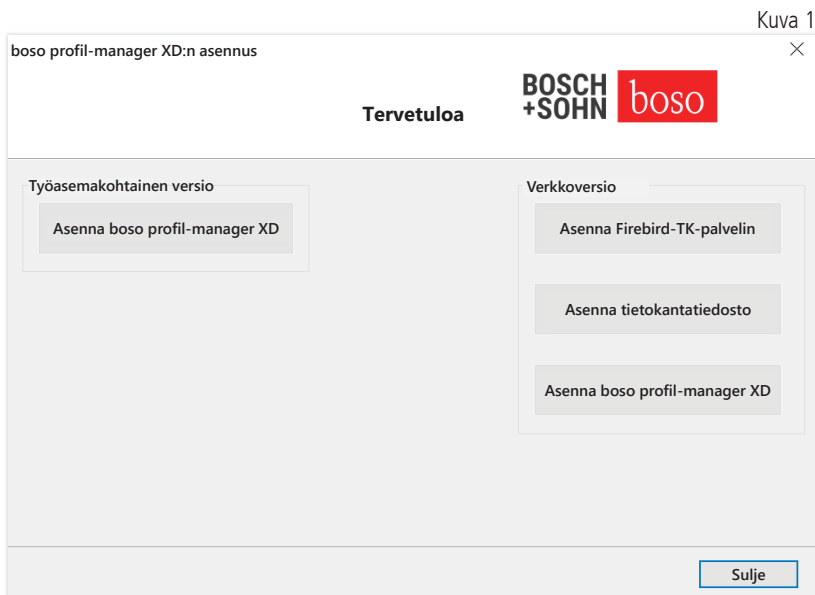 Kuva 1
boso profil-manager XD:n asennus
Tervetuloa
BOSCH
+SOHN
boso
Työasemakohtainen versio
Asenna boso profil-manager XD
Verkkoversio
Asenna Firebird-TK-palvelin
Asenna tietokantatiedosto
Asenna boso profil-manager XD
Sulje